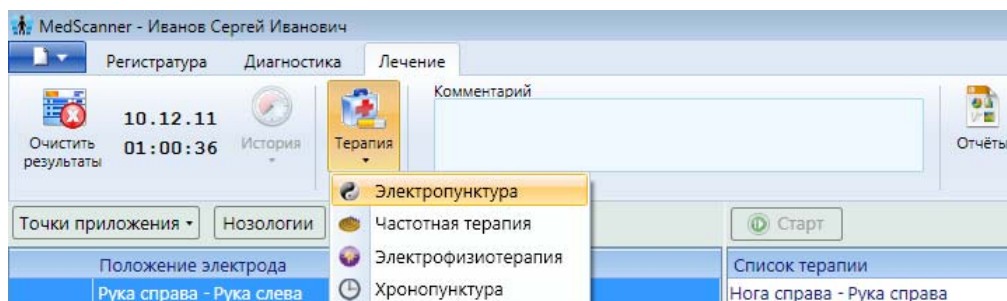 MedScanner - Иванов Сергей Иванович
Регистратура Диагностика Лечение
Очистить результаты
10.12.11
01:00:36
История
Терапия
Комментарий
Отчёты
Электропунктура
Частотная терапия
Электрофизиотерапия
Хронопунктура
Точки приложения Нозологии Старт
Положение электрода Список терапии
Рука справа - Рука слева Нога справа - Рука справа